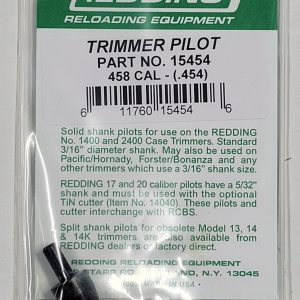 REDDING
RELOADING EQUIPMENT
TRIMMER PILOT
PART NO. 15454
458 CAL - (.454)
6 11760 15454 6
Solid shank pilots for use on the REDDING
No. 1400 and 2400 Case Trimmers. Standard
3/16" diameter shank. May also be used on
Pacific/Hornady, Forster/Bonanza and any
other trimmers which use a 3/16" shank size.
REDDING 17 and 20 caliber pilots have a 5/32"
shank and must be used with the optional
TiN cutter (Item No. 14040). These pilots and
cutter interchange with RCBS.
Split shank pilots for obsolete Model 13, 14
& 14K trimmers are also available from
REDDING dealers or factory direct.
REDDING RELOADING EQUIPMENT
STARR RD. N.Y. 13045
MADE IN U.S.A.